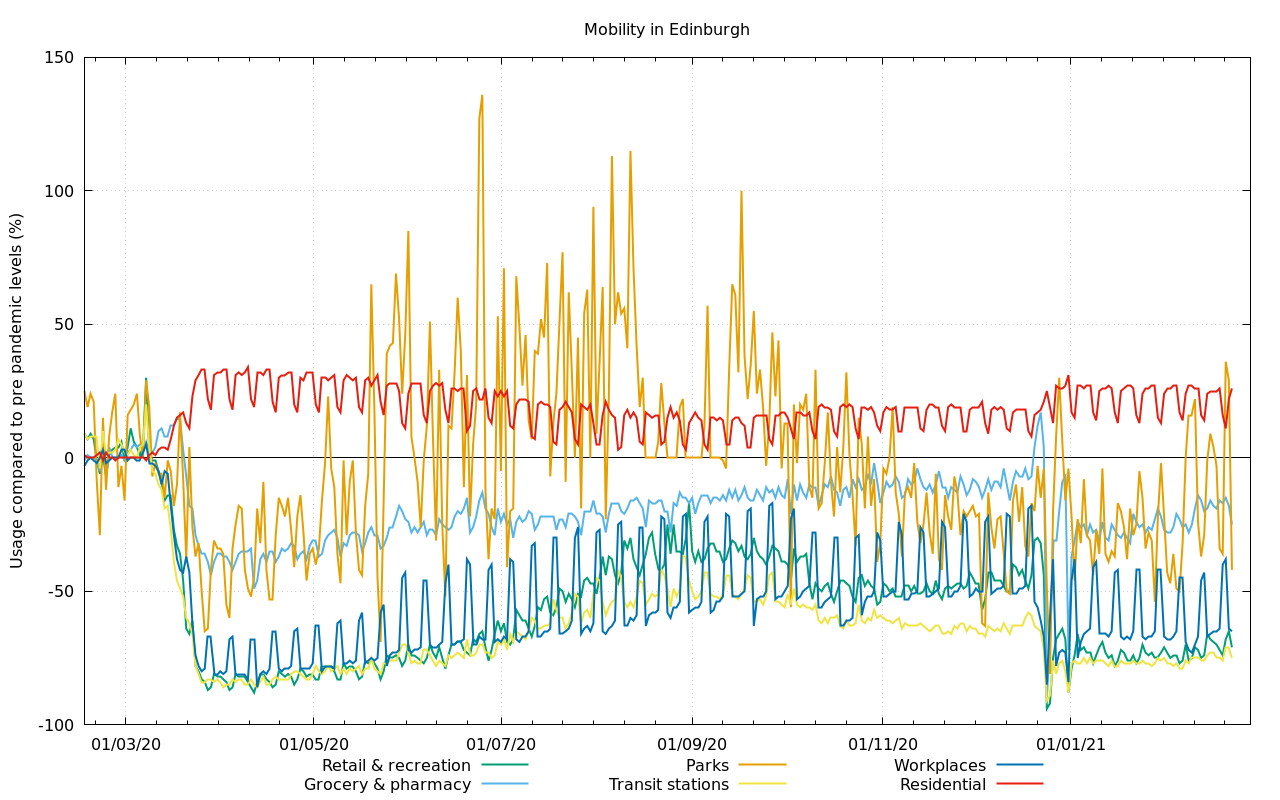 Mobility in Edinburgh
Usage compared to pre pandemic levels (%)
150
100
50
0
-50
-100
01/03/20 01/05/20 01/07/20 01/09/20 01/11/20 01/01/21
Retail & recreation Parks Workplaces
Grocery & pharmacy Transit stations Residential